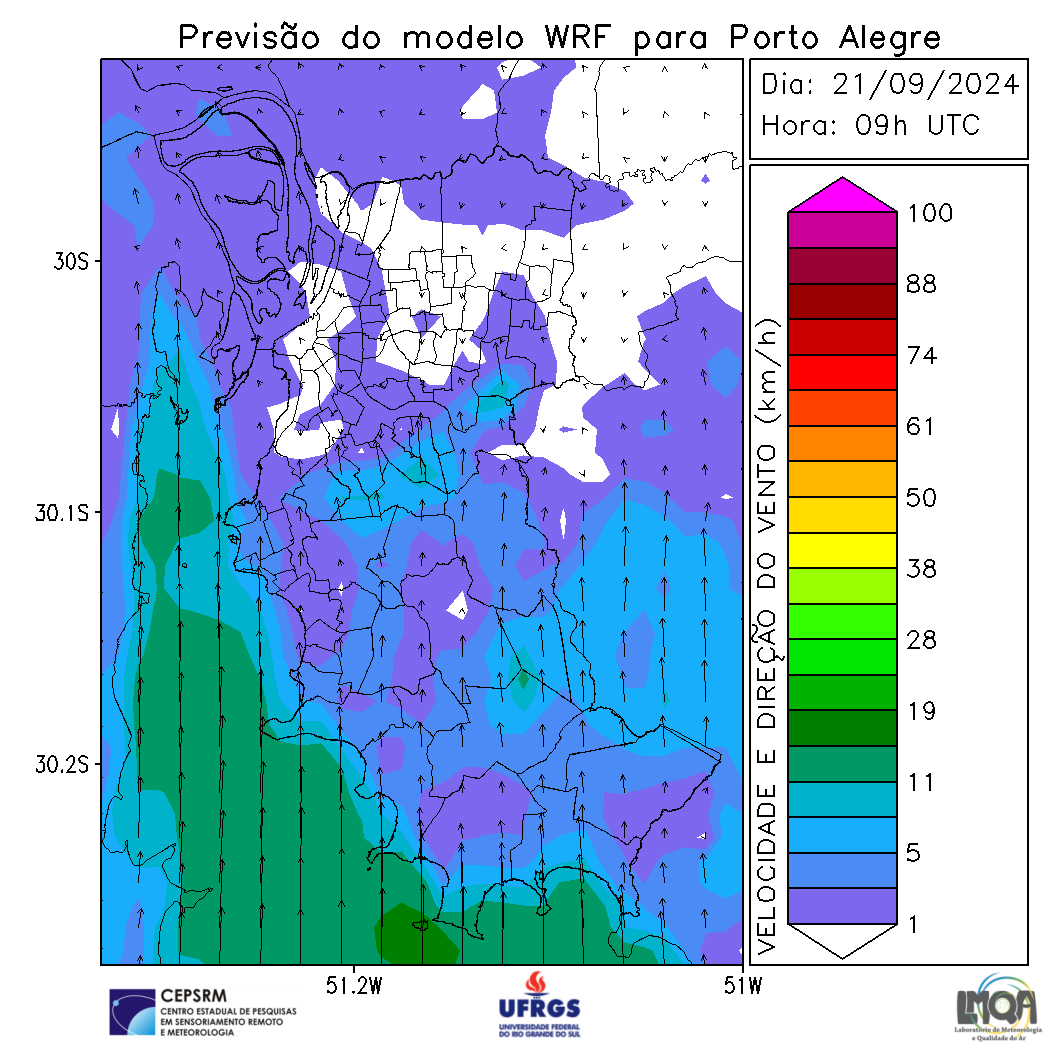 Previsão do modelo WRF para Porto Alegre
Dia: 21/09/2024
Hora: 09h UTC
30S
30.1S
30.2S
51.2W
51W
VELOCIDADE E DIREÇÃO DO VENTO (km/h)
100
88
74
61
50
38
28
19
11
5
1
CEPSRM
CENTRO ESTADUAL DE PESQUISAS
EM SENSORIAMENTO REMOTO
E METEOROLOGIA
UFRGS
UNIVERSIDADE FEDERAL
DO RIO GRANDE DO SUL
LMQA
Laboratório de Meteorologia
e Qualidade do Ar